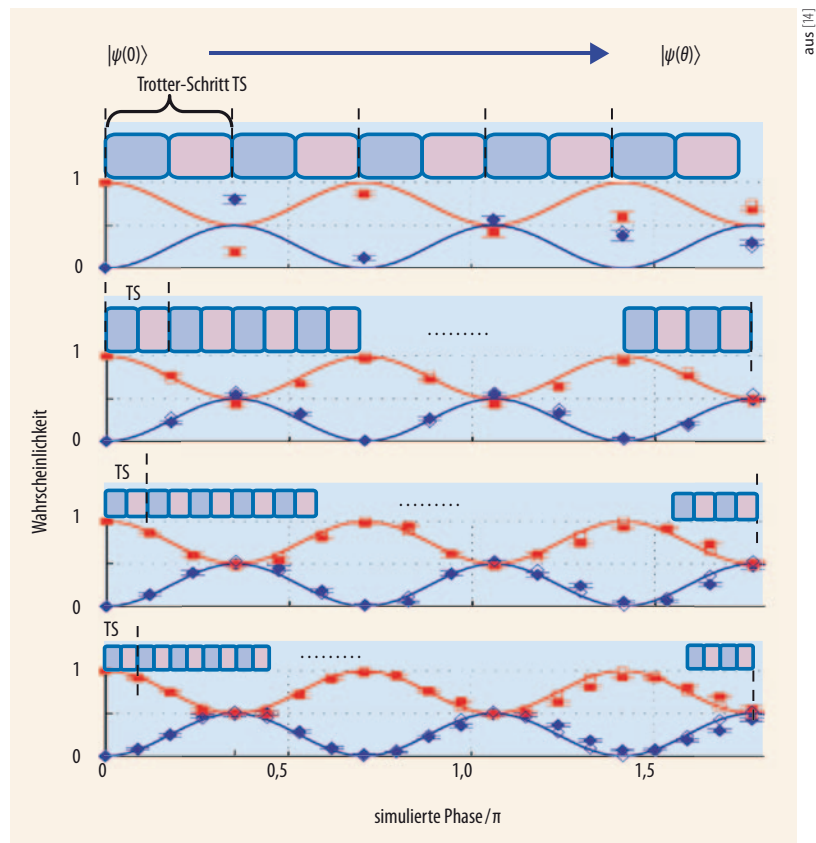 aus [14]
|ψ(0)⟩ |ψ(θ)⟩
Trotter-Schritt TS
1
0
TS
1
0
Wahrscheinlichkeit
TS
1
0
TS
1
0
0 0,5 1,0 1,5
simulierte Phase/π